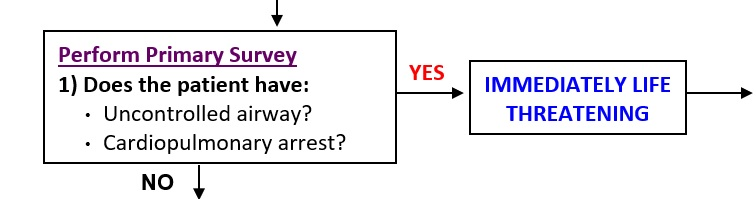 Perform Primary Survey
1) Does the patient have:
· Uncontrolled airway?
· Cardiopulmonary arrest?
YES
IMMEDIATELY LIFE
THREATENING
NO